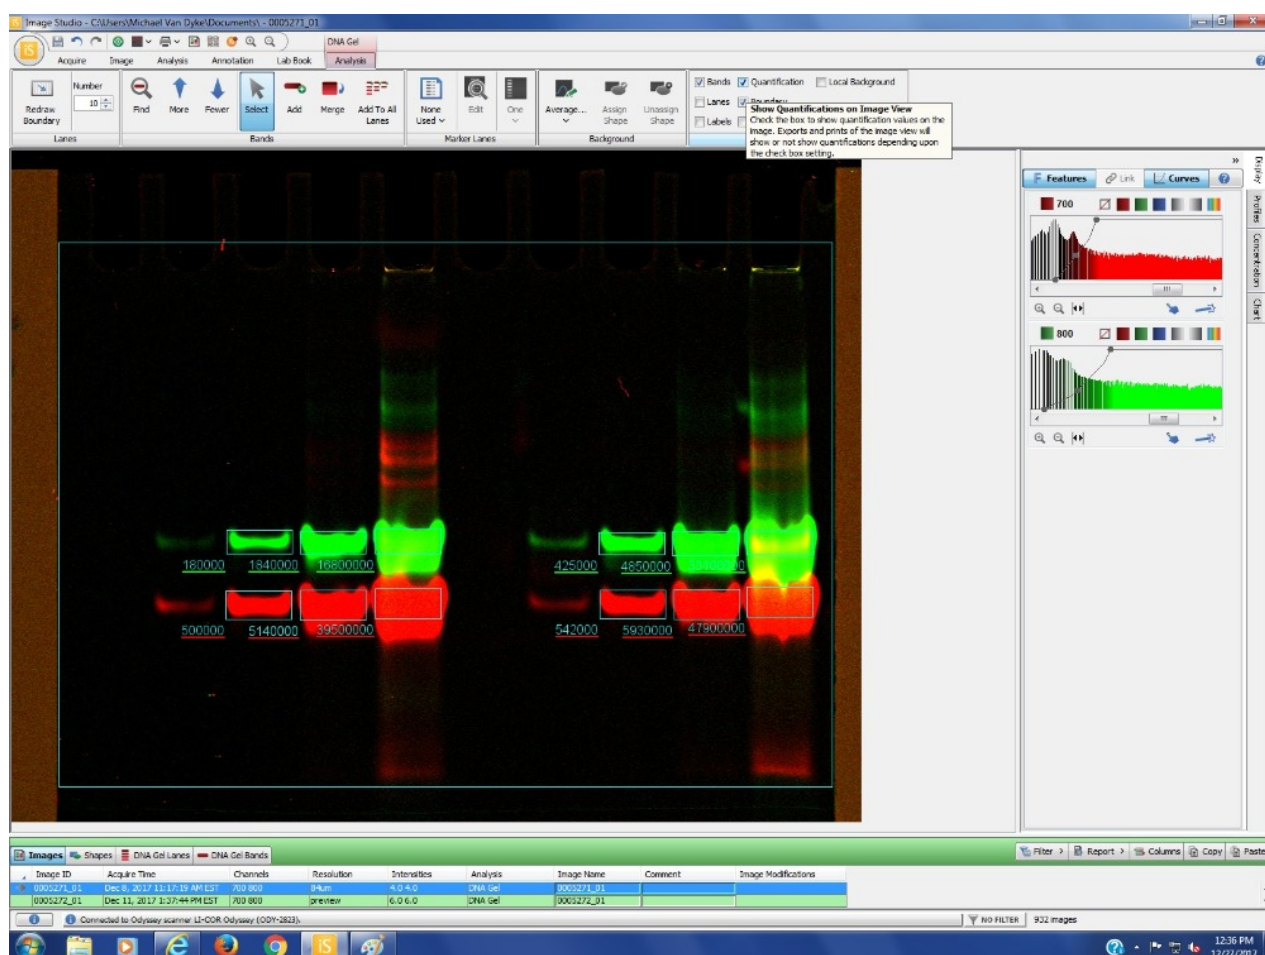 Image Studio - C:\Users\Michael Van Dyke\Documents\ - 0005271_01
DNA Gel
Acquire Image Analysis Annotation Lab Book Analysis
Redraw Boundary
Number
10
Find More Fewer Select Add Merge Add To All Lanes
None Used
Edit
One
Average...
Assign Shape
Unassign Shape
Bands Quantification Local Background
Lanes Boundary
Labels
Lanes Bands Marker Lanes Background
Show Quantifications on Image View
Check the box to show quantification values on the
image. Exports and prints of the image view will
show or not show quantifications depending upon
the check box setting.
Features Link Curves
Display
Profiles
Concentration
Chart
700
800
180000 1840000 16800000 425000 4850000
500000 5140000 39500000 542000 5930000 47900000
Images Shapes DNA Gel Lanes DNA Gel Bands Filter > Report > Columns Copy Paste
Image ID Acquire Time Channels Resolution Intensities Analysis Image Name Comment Image Modifications
0005271_01 Dec 8, 2017 11:17:19 AM EST 700 800 84um 4.0 4.0 DNA Gel 0005271_01
0005272_01 Dec 11, 2017 1:37:44 PM EST 700 800 preview 6.0 6.0 DNA Gel 0005272_01
Connected to Odyssey scanner LI-COR Odyssey (ODY-2823). NO FILTER 932 images
iS
12:36 PM
12/27/2017